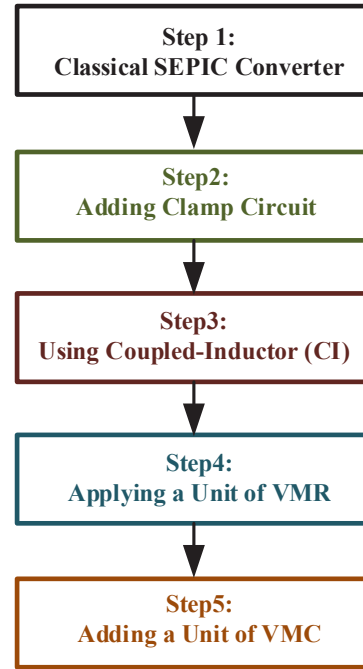 Step 1:
Classical SEPIC Converter
Step2:
Adding Clamp Circuit
Step3:
Using Coupled-Inductor (CI)
Step4:
Applying a Unit of VMR
Step5:
Adding a Unit of VMC